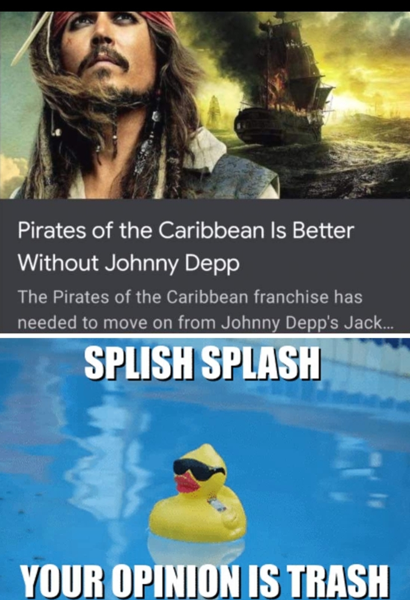 Pirates of the Caribbean Is Better
Without Johnny Depp
The Pirates of the Caribbean franchise has
needed to move on from Johnny Depp's Jack...
SPLISH SPLASH
YOUR OPINION IS TRASH